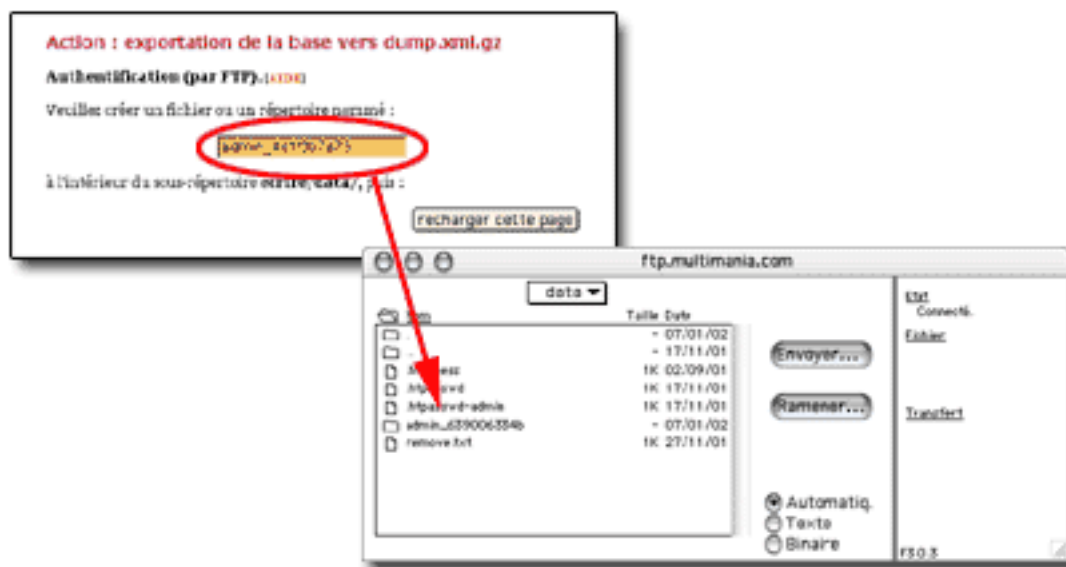 Action : exportation de la base vers dump.xml.gz
Authentification (par FTP). [AIDE]
Veuillez créer un fichier ou un répertoire nommé :
à l'intérieur du sous-répertoire ecrire/data/, puis :
recharger cette page
ftp.multimania.com
data
Nom Taille Date
. - 07/01/02
. - 17/11/01
1K 02/09/01
1K 17/11/01
.htpasswd-admin 1K 17/11/01
admin_639006334b - 07/01/02
remove.txt 1K 27/11/01
Envoyer...
Ramener...
Automatiq.
Texte
Binaire
Etat
Connecté.
Fichier
Transfert
F3.0.3